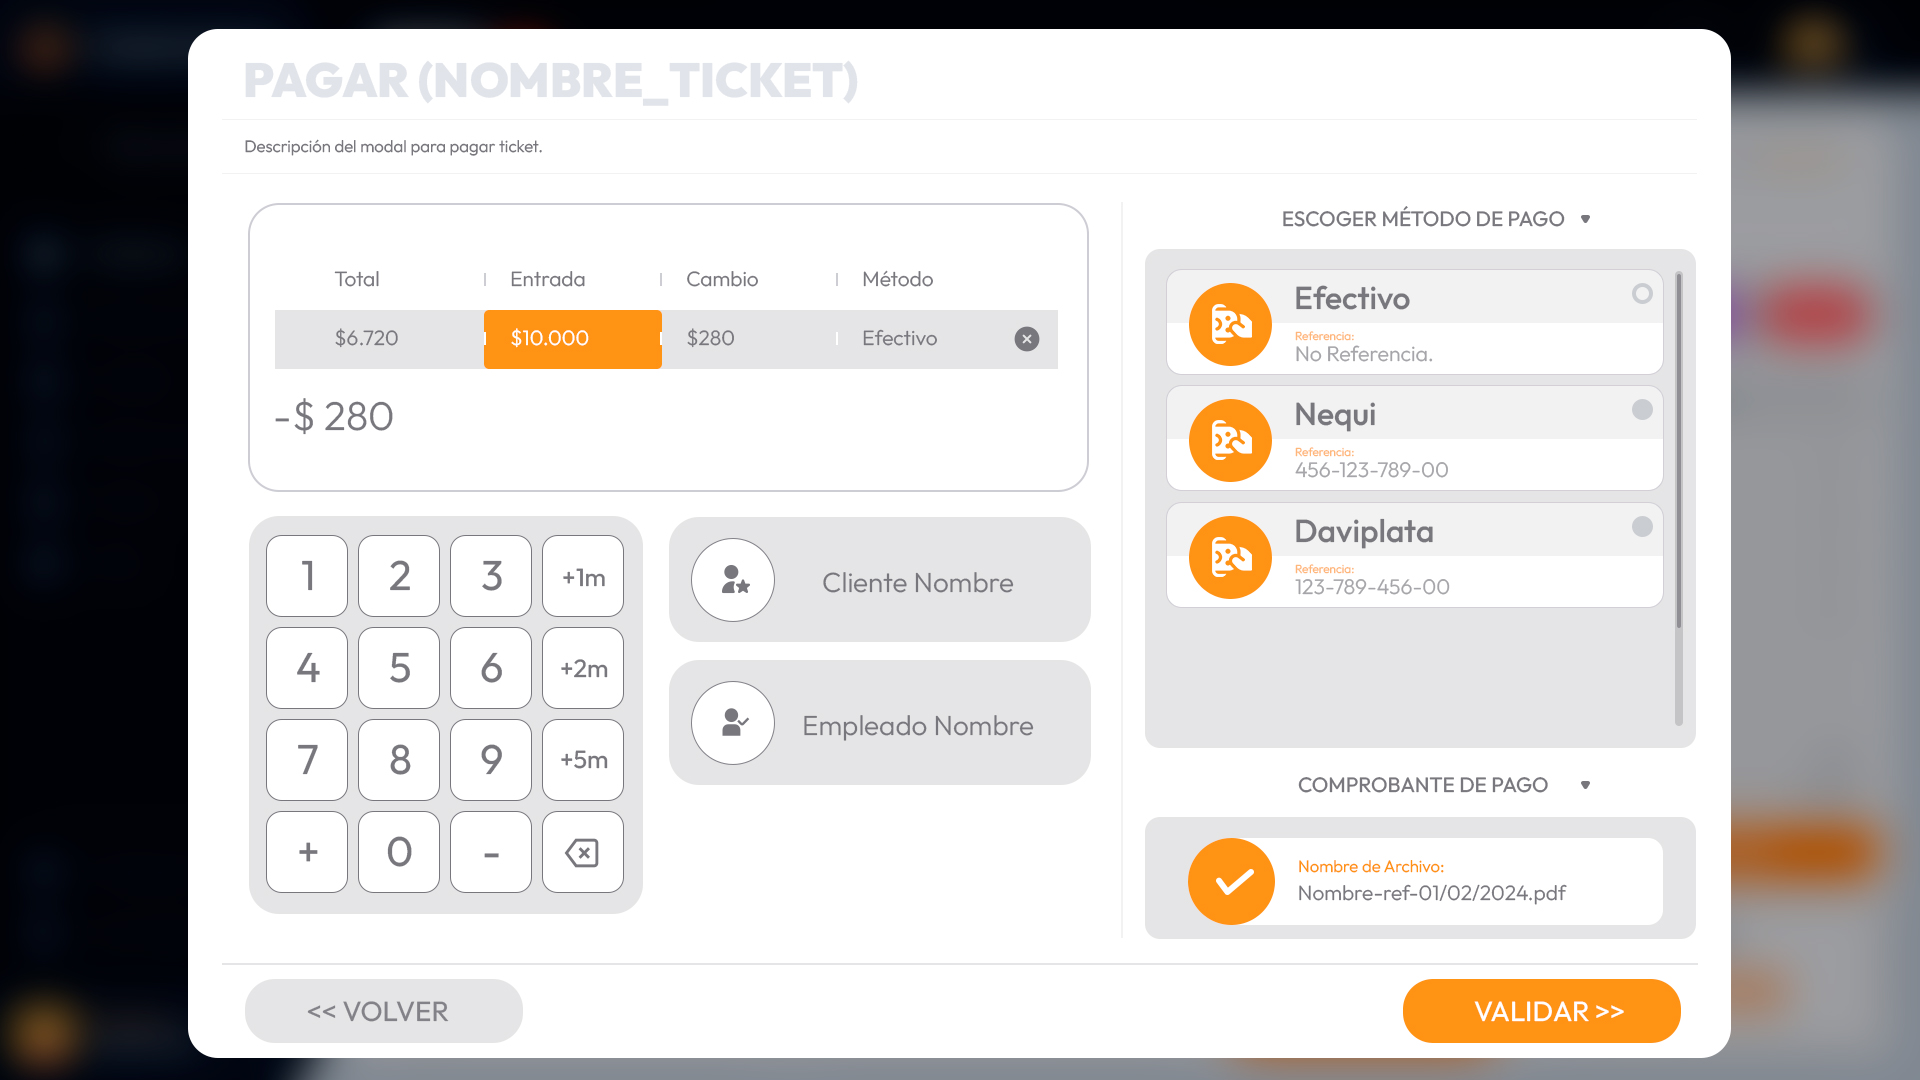 PAGAR (NOMBRE_TICKET)
Descripción del modal para pagar ticket.
Total Entrada Cambio Método
$6.720 $10.000 $280 Efectivo
-$ 280
1 2 3 +1m
4 5 6 +2m
7 8 9 +5m
+ 0 -
Cliente Nombre
Empleado Nombre
ESCOGER MÉTODO DE PAGO
Efectivo
Referencia:
No Referencia.
Nequi
Referencia:
456-123-789-00
Daviplata
Referencia:
123-789-456-00
COMPROBANTE DE PAGO
Nombre de Archivo:
Nombre-ref-01/02/2024.pdf
<< VOLVER
VALIDAR >>